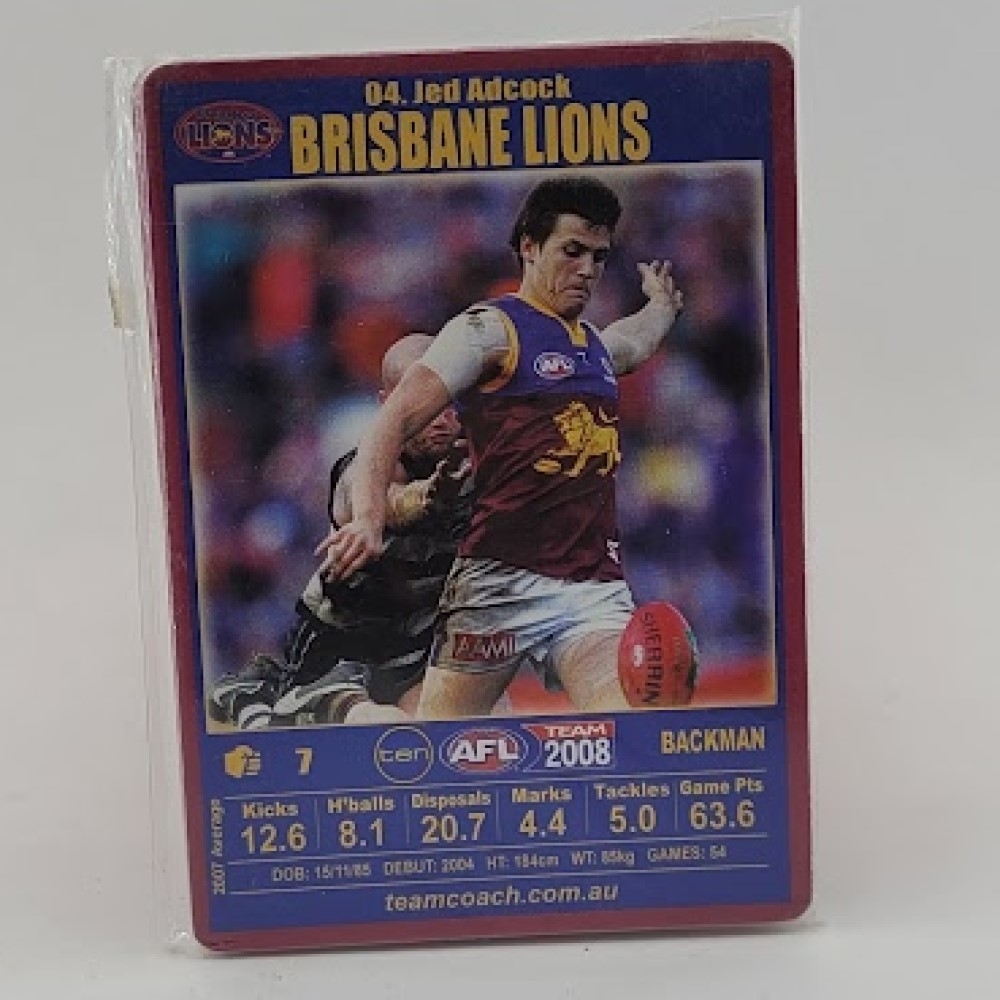 04. Jed Adcock
LIONS
BRISBANE LIONS
AFL
AAMI
SHERRIN
7
ten
AFL
TEAM
2008
BACKMAN
2007 Average
Kicks H'balls Disposals Marks Tackles Game Pts
12.6 8.1 20.7 4.4 5.0 63.6
DOB: 15/11/85 DEBUT: 2004 HT: 184cm WT: 85kg GAMES: 54
teamcoach.com.au